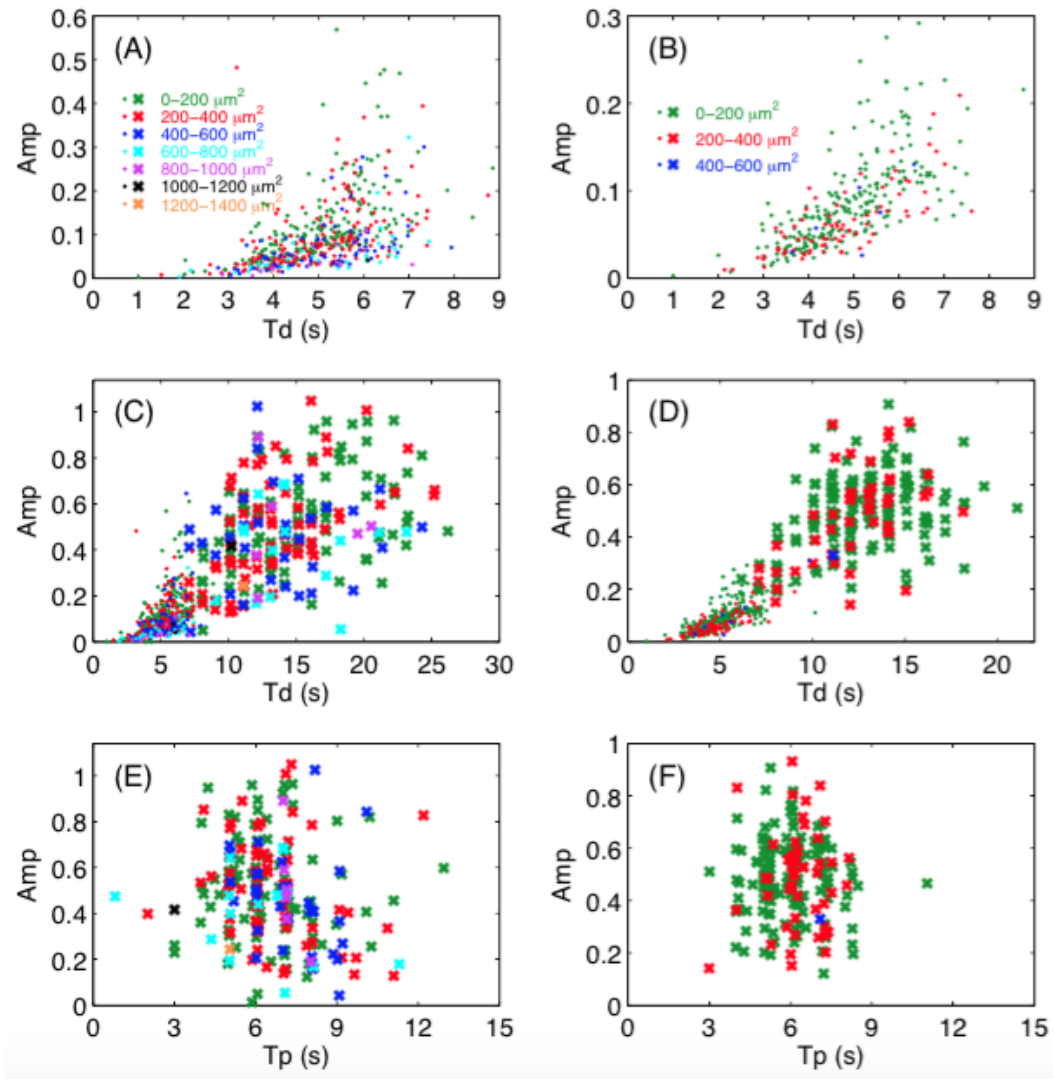 0.6
(A)
0.5
0–200 μm²
0.4
200–400 μm²
400–600 μm²
Amp
0.3
600–800 μm²
800–1000 μm²
0.2
1000–1200 μm²
1200–1400 μm²
0.1
0
0 1 2 3 4 5 6 7 8 9
Td (s)
0.3
(B)
0–200 μm²
0.2
200–400 μm²
Amp
400–600 μm²
0.1
0
0 1 2 3 4 5 6 7 8 9
Td (s)
(C)
1
0.8
0.6
Amp
0.4
0.2
0
0 5 10 15 20 25 30
Td (s)
1
(D)
0.8
0.6
Amp
0.4
0.2
0
0 5 10 15 20
Td (s)
(E)
1
0.8
0.6
Amp
0.4
0.2
0
0 3 6 9 12 15
Tp (s)
1
(F)
0.8
0.6
Amp
0.4
0.2
0
0 3 6 9 12 15
Tp (s)